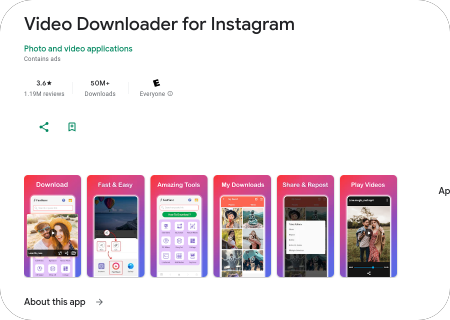 Video Downloader for Instagram
Photo and video applications
Contains ads
3.6★
1.19M reviews
50M+
Downloads
E
Everyone
Download
Fast & Easy
Amazing Tools
My Downloads
Share & Repost
Play Videos
Ap
About this app →